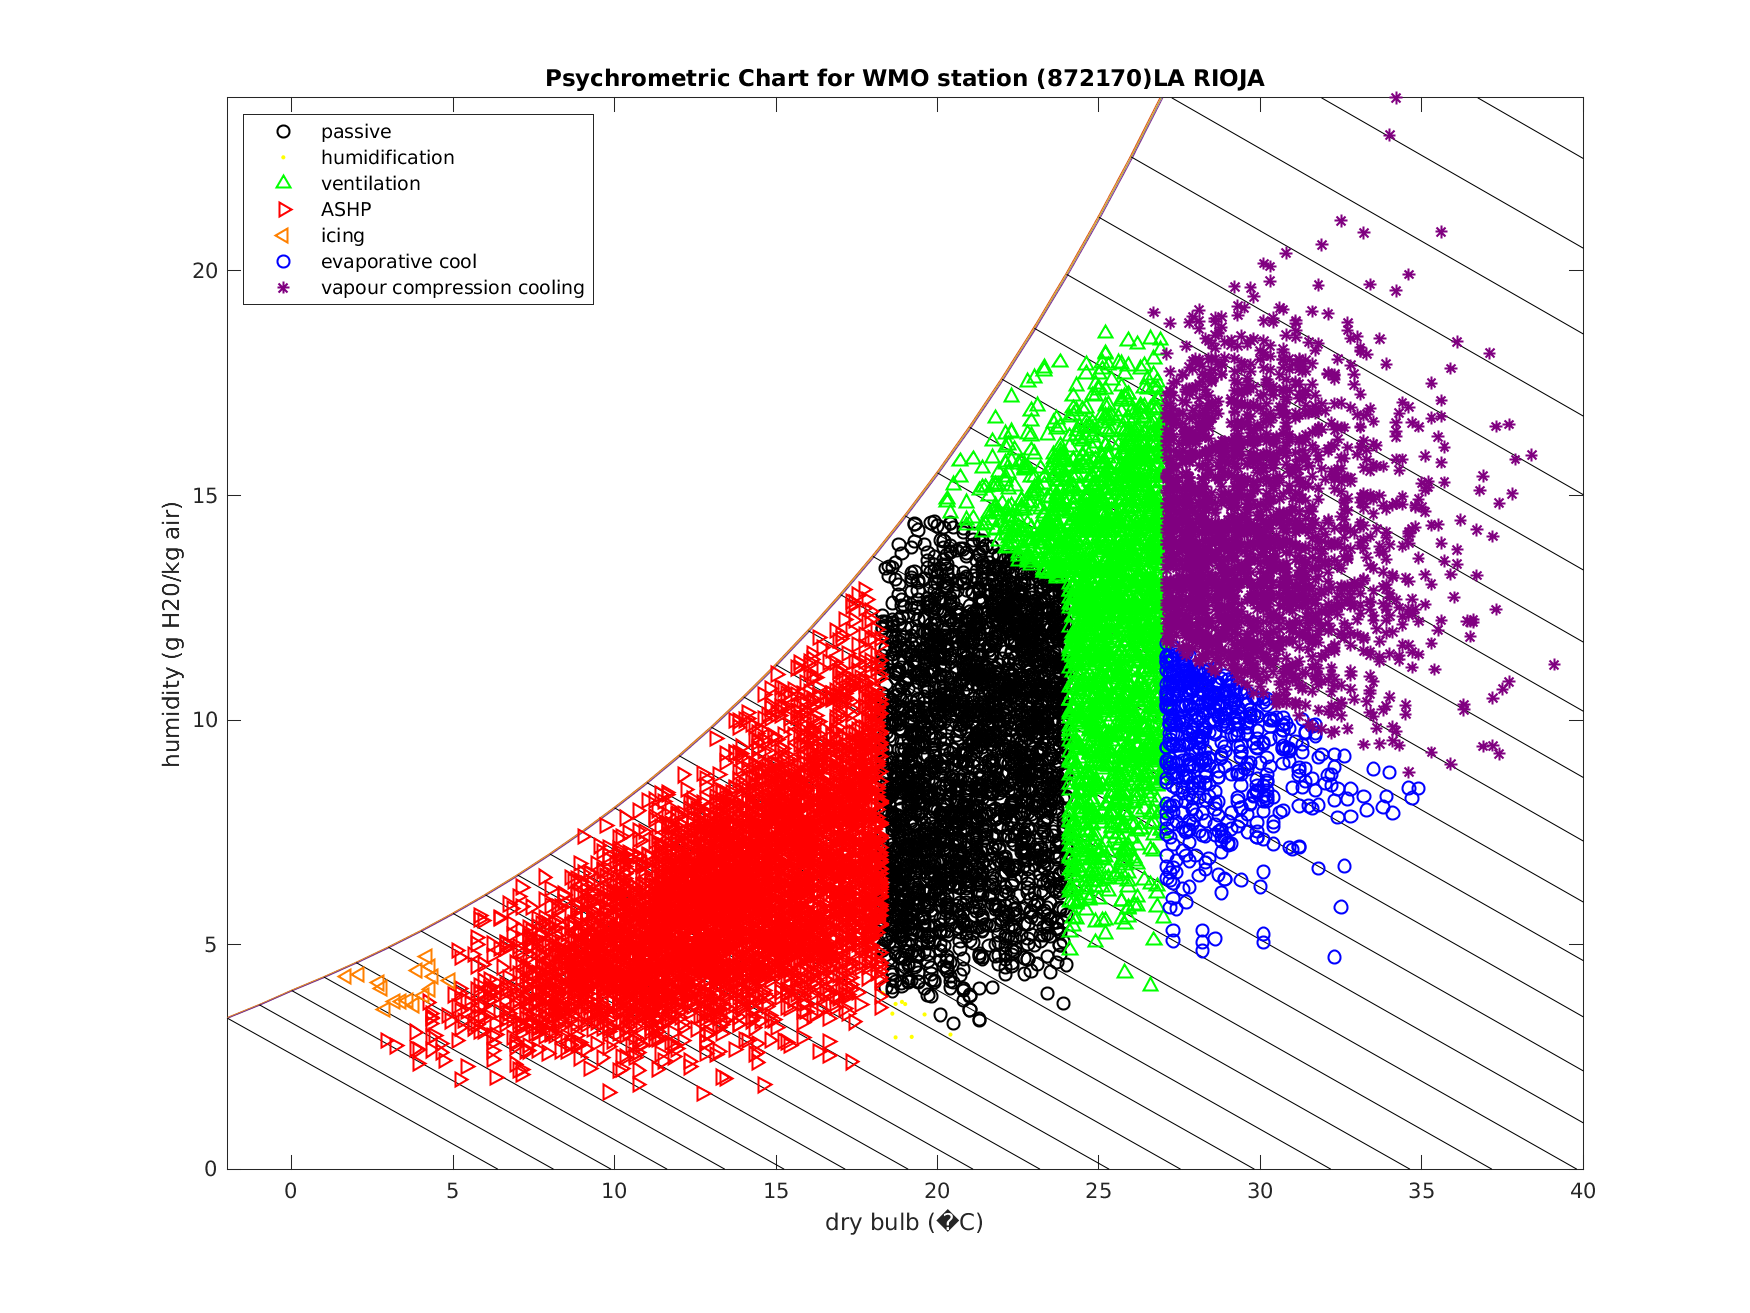 Psychrometric Chart for WMO station (872170)LA RIOJA
passive
humidification
ventilation
ASHP
icing
evaporative cool
vapour compression cooling
humidity (g H20/kg air)
20
15
10
5
0
0 5 10 15 20 25 30 35 40
dry bulb (�C)